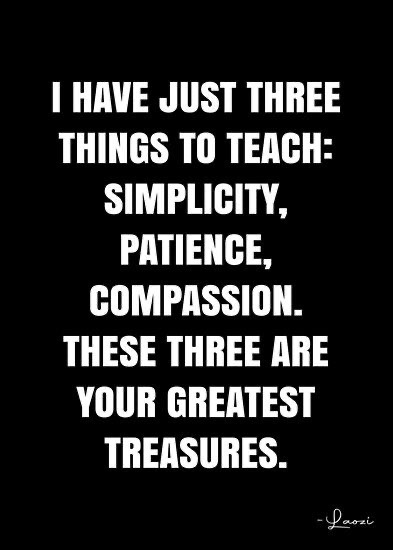 I HAVE JUST THREE
THINGS TO TEACH:
SIMPLICITY,
PATIENCE,
COMPASSION.
THESE THREE ARE
YOUR GREATEST
TREASURES.
- Laozi